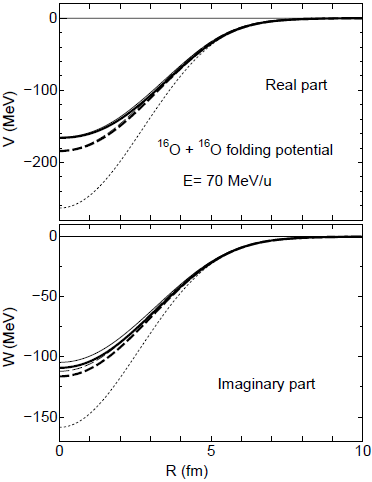 0
−100
−200
V (MeV)
Real part
¹⁶O + ¹⁶O folding potential
E= 70 MeV/u
0
−50
−100
−150
W (MeV)
Imaginary part
0
5
10
R (fm)